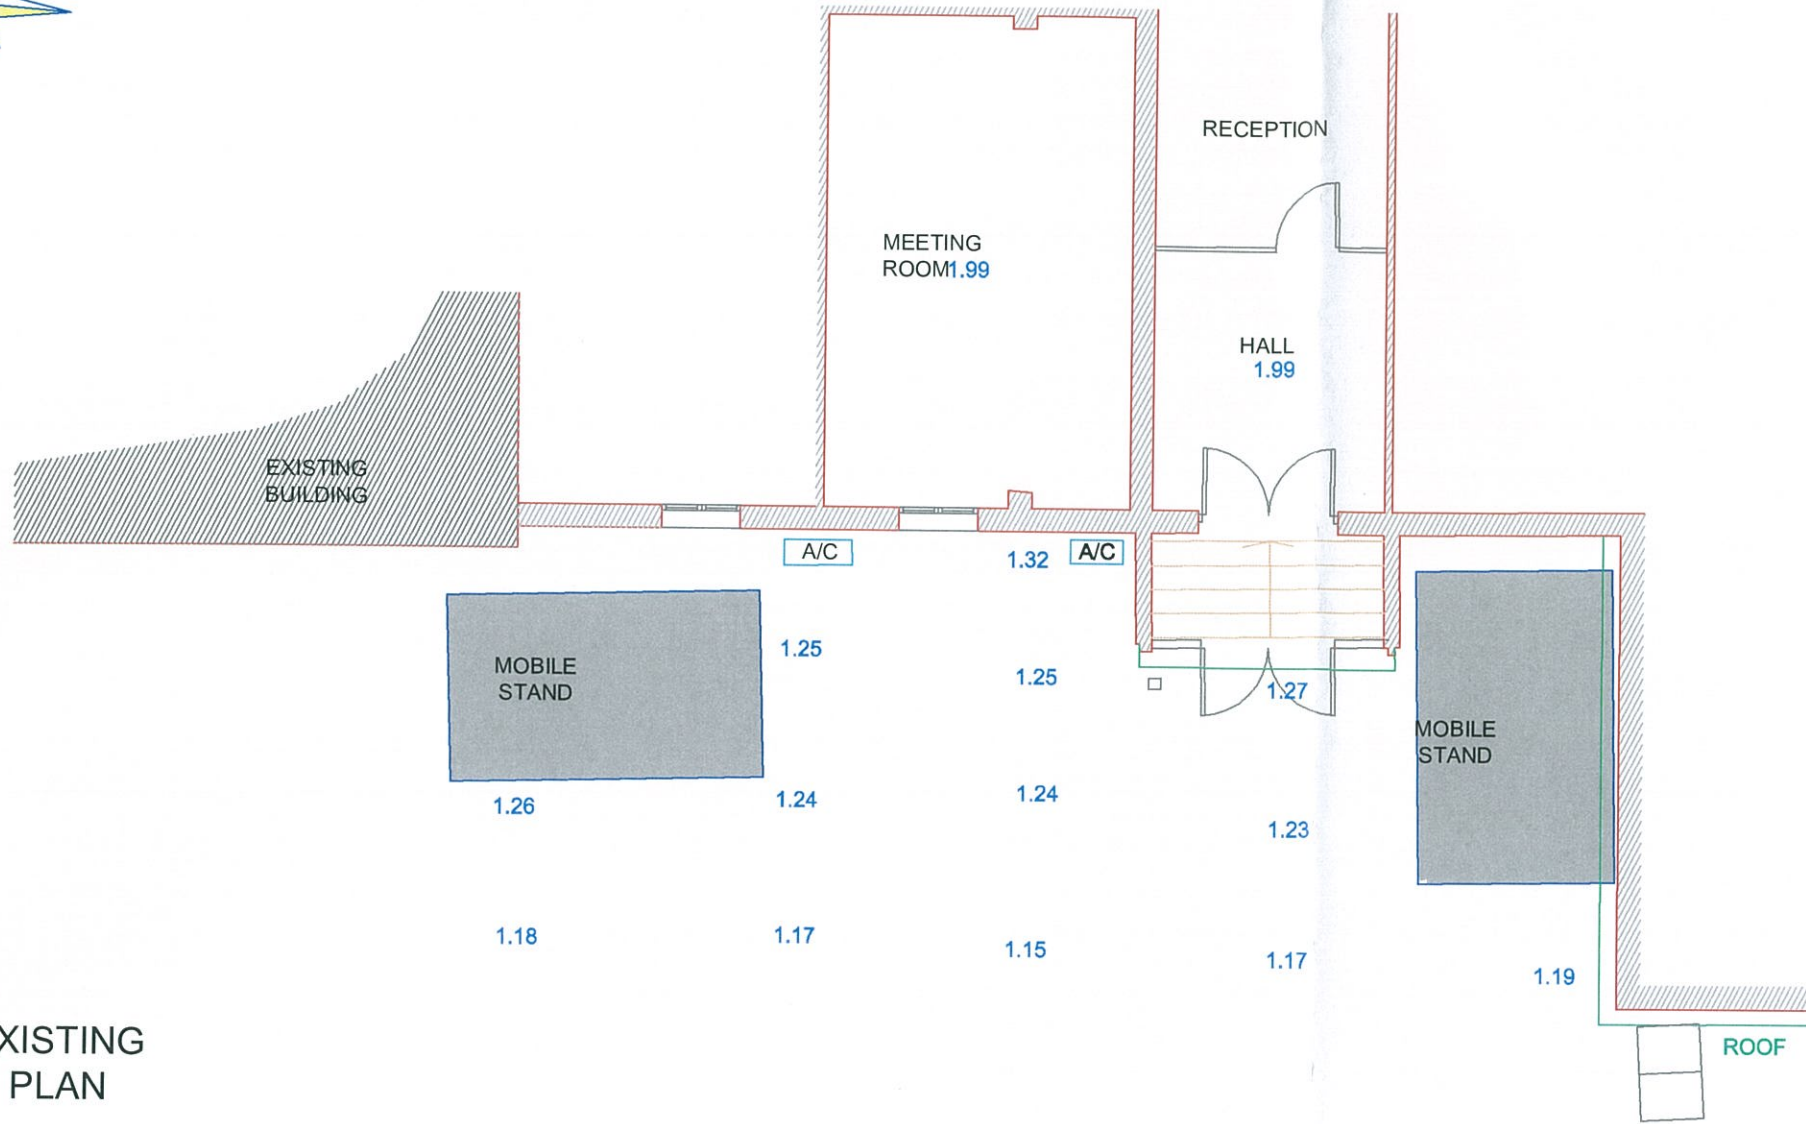 RECEPTION
MEETING
ROOM1.99
HALL
1.99
EXISTING
BUILDING
A/C
1.32
A/C
1.25
MOBILE
STAND
1.25
1.27
MOBILE
STAND
1.26
1.24
1.24
1.23
1.18
1.17
1.15
1.17
1.19
XISTING
PLAN
ROOF